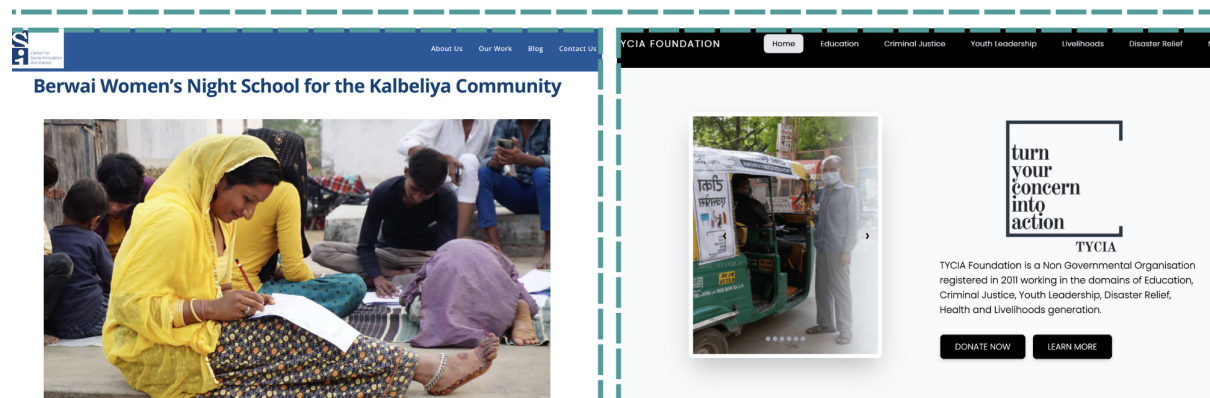 Center for
Social Innovation
and Impact
About Us Our Work Blog Contact Us
Berwai Women's Night School for the Kalbeliya Community
YCIA FOUNDATION
Home Education Criminal Justice Youth Leadership Livelihoods Disaster Relief
टीका
turn
your
concern
into
action
TYCIA
TYCIA Foundation is a Non Governmental Organisation
registered in 2011 working in the domains of Education,
Criminal Justice, Youth Leadership, Disaster Relief,
Health and Livelihoods generation.
DONATE NOW LEARN MORE